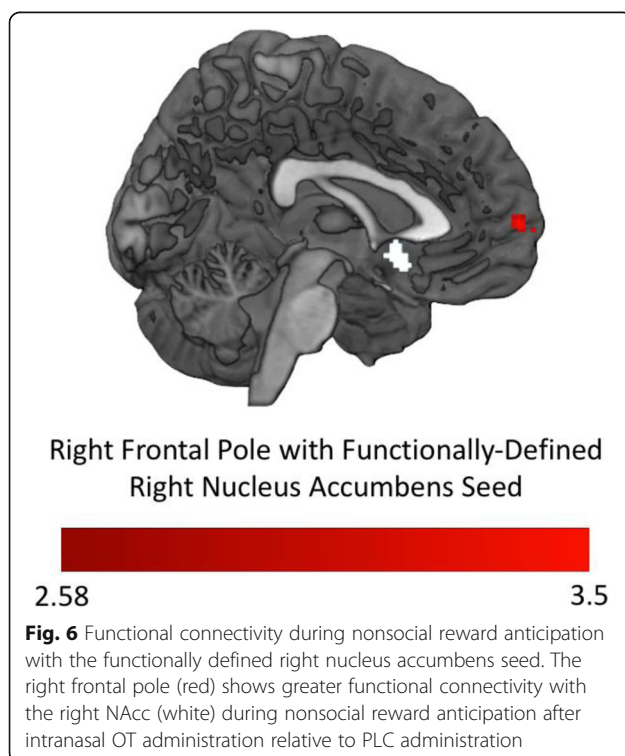 Right Frontal Pole with Functionally-Defined
Right Nucleus Accumbens Seed
2.58 3.5
Fig. 6 Functional connectivity during nonsocial reward anticipation
with the functionally defined right nucleus accumbens seed. The
right frontal pole (red) shows greater functional connectivity with
the right NAcc (white) during nonsocial reward anticipation after
intranasal OT administration relative to PLC administration